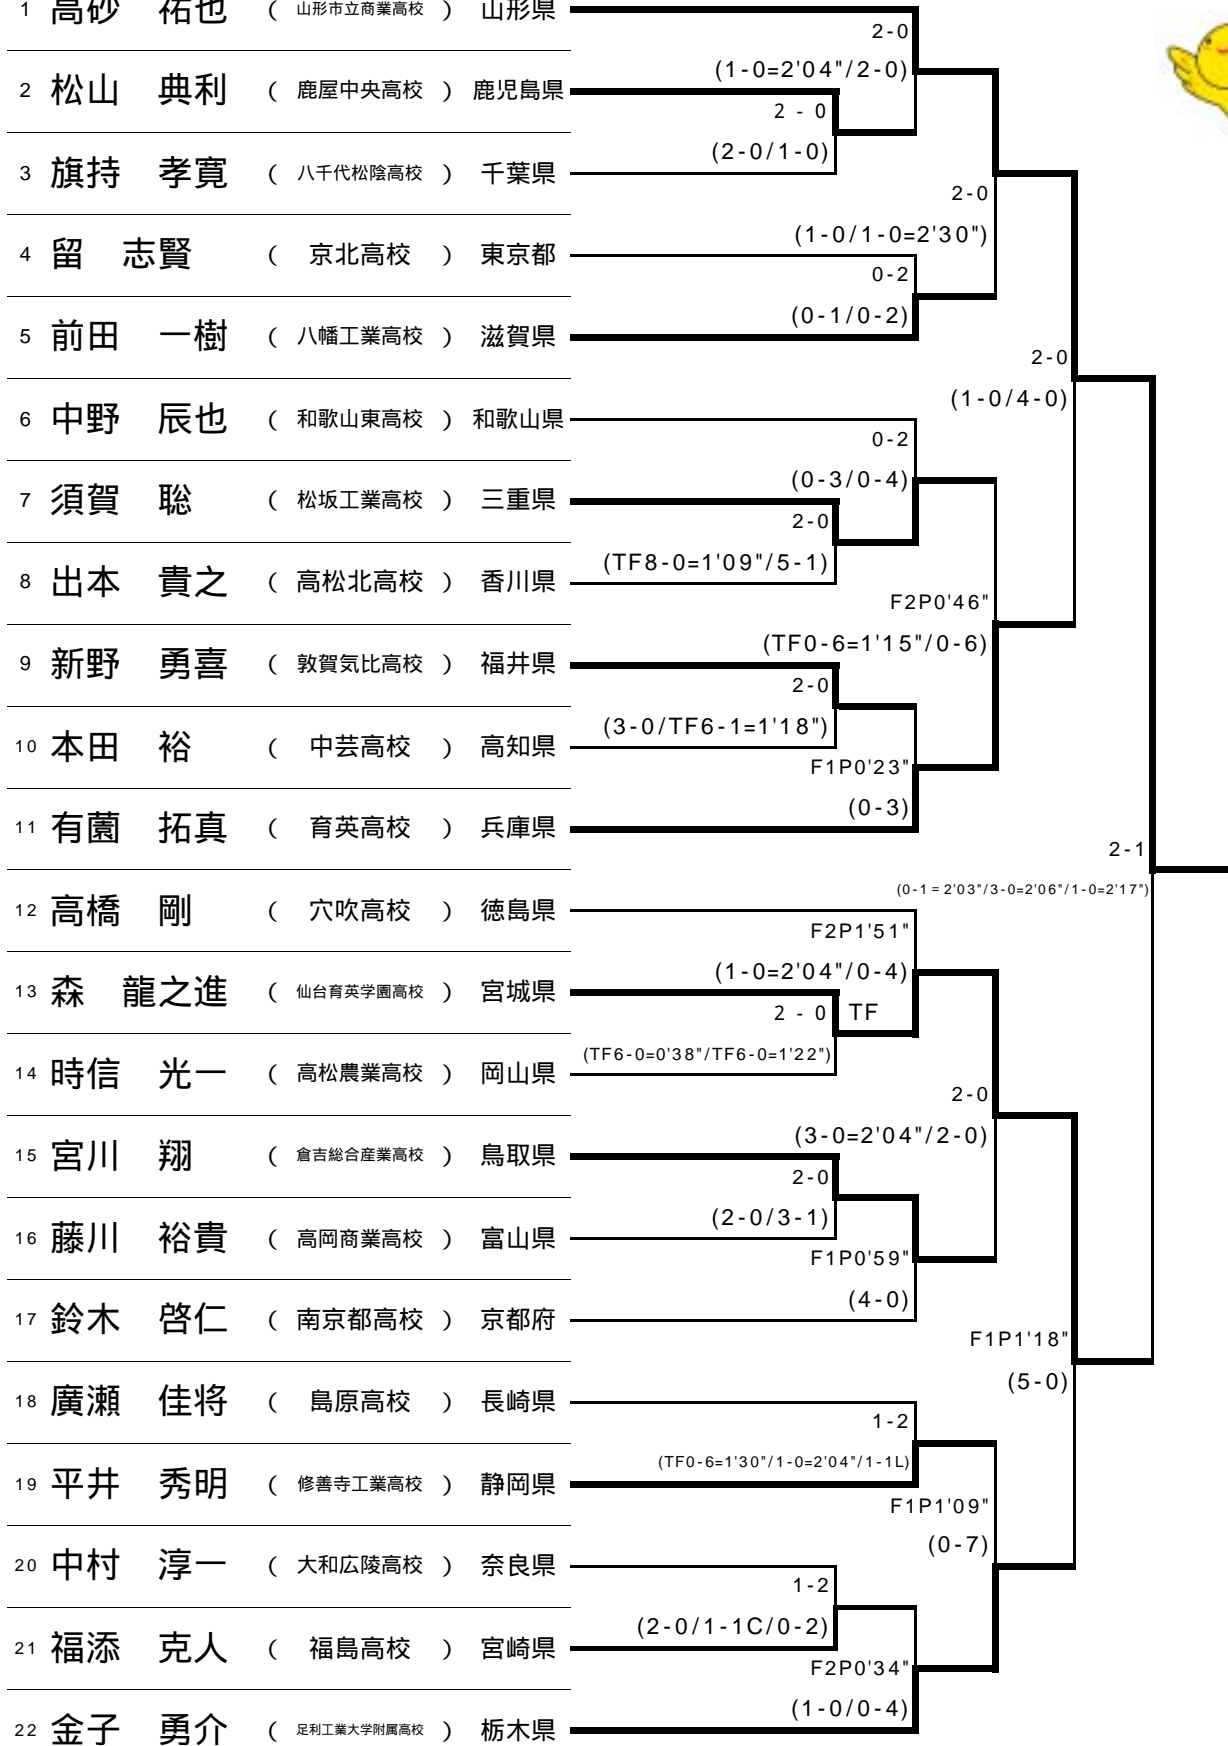 1 高砂　祐也 ( 山形市立商業高校 ) 山形県
2-0
(1-0=2'04"/2-0)
2 松山　典利 ( 鹿屋中央高校 ) 鹿児島県
2 - 0
(2-0/1-0)
3 旗持　孝寛 ( 八千代松陰高校 ) 千葉県
2-0
(1-0/1-0=2'30")
4 留　志賢 ( 京北高校 ) 東京都
0-2
(0-1/0-2)
5 前田　一樹 ( 八幡工業高校 ) 滋賀県
2-0
(1-0/4-0)
6 中野　辰也 ( 和歌山東高校 ) 和歌山県
0-2
(0-3/0-4)
7 須賀　聡 ( 松坂工業高校 ) 三重県
2-0
(TF8-0=1'09"/5-1)
8 出本　貴之 ( 高松北高校 ) 香川県
F2P0'46"
(TF0-6=1'15"/0-6)
9 新野　勇喜 ( 敦賀気比高校 ) 福井県
2-0
(3-0/TF6-1=1'18")
10 本田　裕 ( 中芸高校 ) 高知県
F1P0'23"
(0-3)
11 有薗　拓真 ( 育英高校 ) 兵庫県
2-1
(0-1=2'03"/3-0=2'06"/1-0=2'17")
12 高橋　剛 ( 穴吹高校 ) 徳島県
F2P1'51"
(1-0=2'04"/0-4)
13 森　龍之進 ( 仙台育英学園高校 ) 宮城県
2 - 0 TF
(TF6-0=0'38"/TF6-0=1'22")
14 時信　光一 ( 高松農業高校 ) 岡山県
2-0
(3-0=2'04"/2-0)
15 宮川　翔 ( 倉吉総合産業高校 ) 鳥取県
2-0
(2-0/3-1)
16 藤川　裕貴 ( 高岡商業高校 ) 富山県
F1P0'59"
(4-0)
17 鈴木　啓仁 ( 南京都高校 ) 京都府
F1P1'18"
(5-0)
18 廣瀬　佳将 ( 島原高校 ) 長崎県
1-2
(TF0-6=1'30"/1-0=2'04"/1-1L)
19 平井　秀明 ( 修善寺工業高校 ) 静岡県
F1P1'09"
(0-7)
20 中村　淳一 ( 大和広陵高校 ) 奈良県
1-2
(2-0/1-1C/0-2)
21 福添　克人 ( 福島高校 ) 宮崎県
F2P0'34"
(1-0/0-4)
22 金子　勇介 ( 足利工業大学附属高校 ) 栃木県